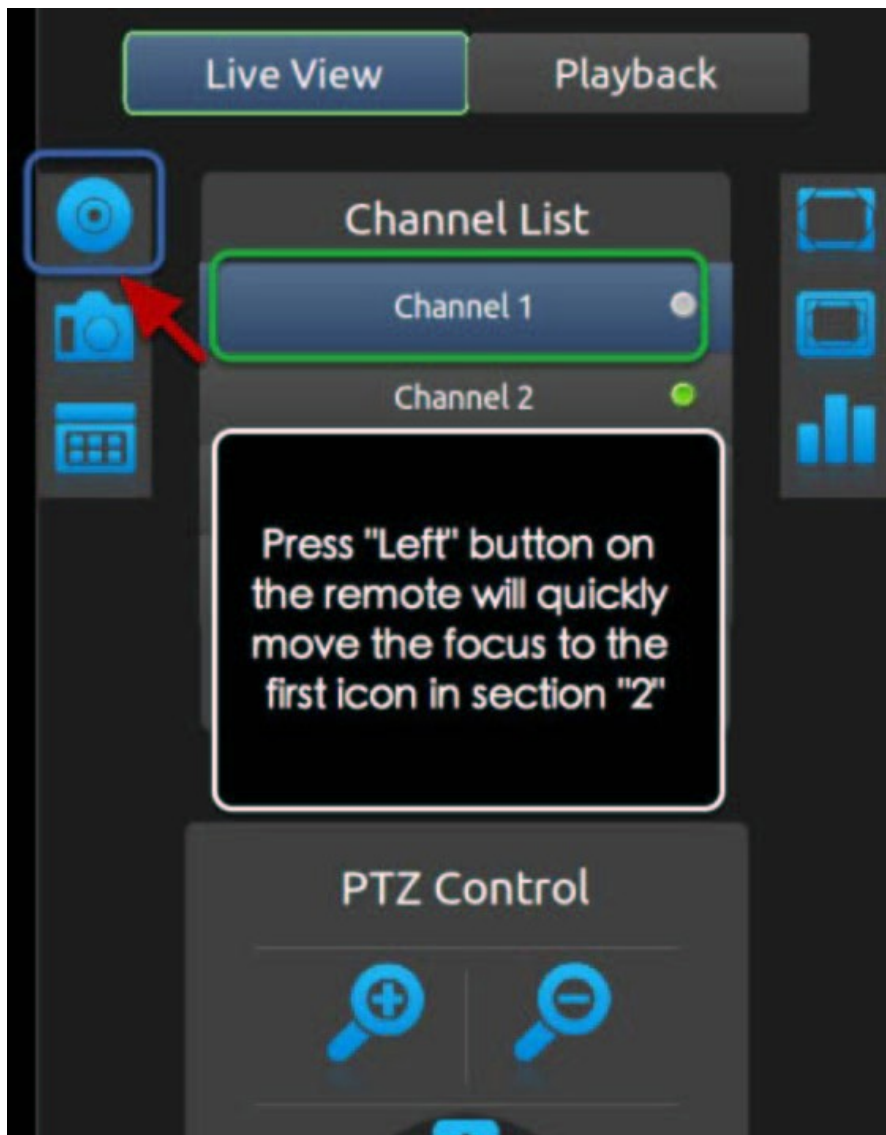 Live View
Playback
Channel List
Channel 1
Channel 2
Press "Left" button on
the remote will quickly
move the focus to the
first icon in section "2"
PTZ Control